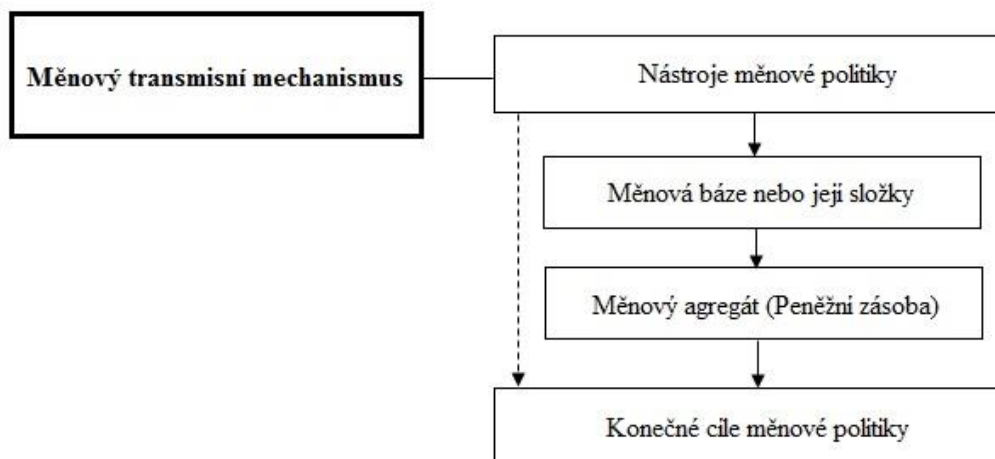 Měnový transmisní mechanismus
Nástroje měnové politiky
Měnová báze nebo její složky
Měnový agregát (Peněžní zásoba)
Konečné cíle měnové politiky